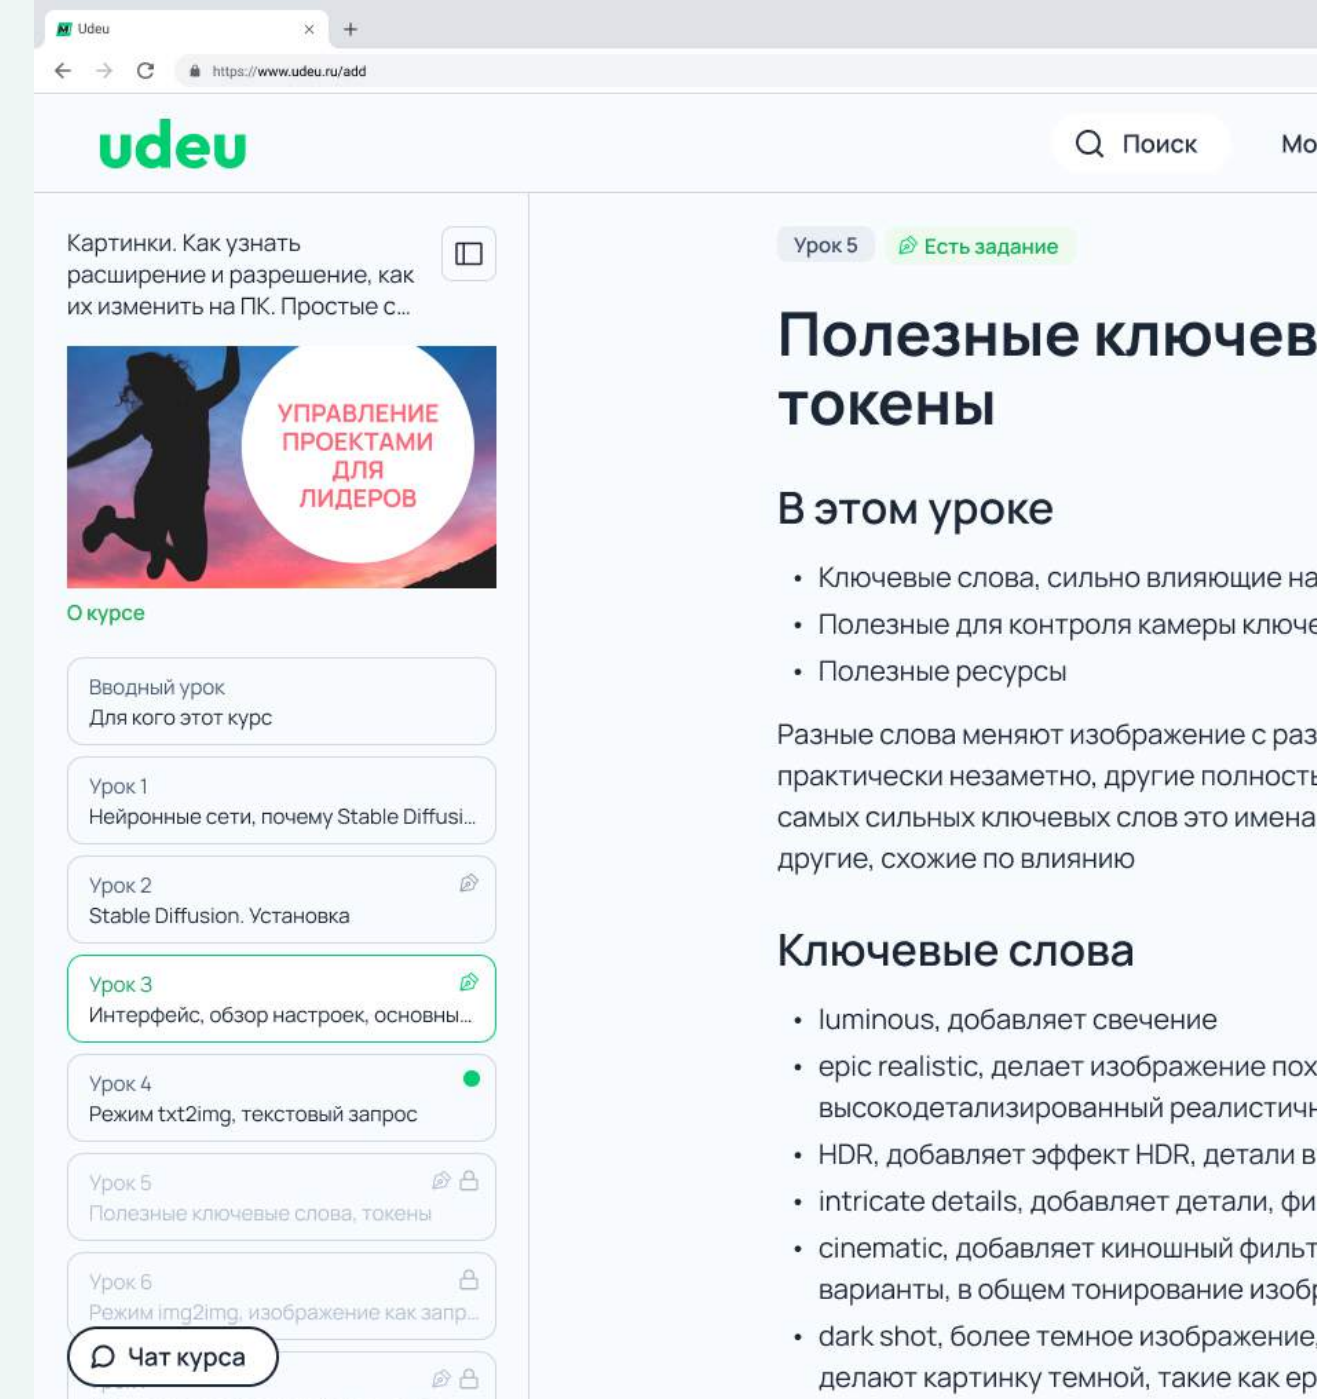 Udeu
https://www.udeu.ru/add
udeu
Поиск
Мо
Картинки. Как узнать
расширение и разрешение, как
их изменить на ПК. Простые с...
УПРАВЛЕНИЕ
ПРОЕКТАМИ
ДЛЯ
ЛИДЕРОВ
О курсе
Вводный урок
Для кого этот курс
Урок 1
Нейронные сети, почему Stable Diffusi...
Урок 2
Stable Diffusion. Установка
Урок 3
Интерфейс, обзор настроек, основны...
Урок 4
Режим txt2img, текстовый запрос
Урок 5
Полезные ключевые слова, токены
Урок 6
Режим img2img, изображение как запр...
Чат курса
Урок 5
Есть задание
Полезные ключев
токены
В этом уроке
• Ключевые слова, сильно влияющие на
• Полезные для контроля камеры ключе
• Полезные ресурсы
Разные слова меняют изображение с раз
практически незаметно, другие полность
самых сильных ключевых слов это имена
другие, схожие по влиянию
Ключевые слова
• luminous, добавляет свечение
• epic realistic, делает изображение пох
высокодетализированный реалистичн
• HDR, добавляет эффект HDR, детали в
• intricate details, добавляет детали, фи
• cinematic, добавляет киношный фильт
варианты, в общем тонирование изобр
• dark shot, более темное изображение,
делают картинку темной, такие как ep